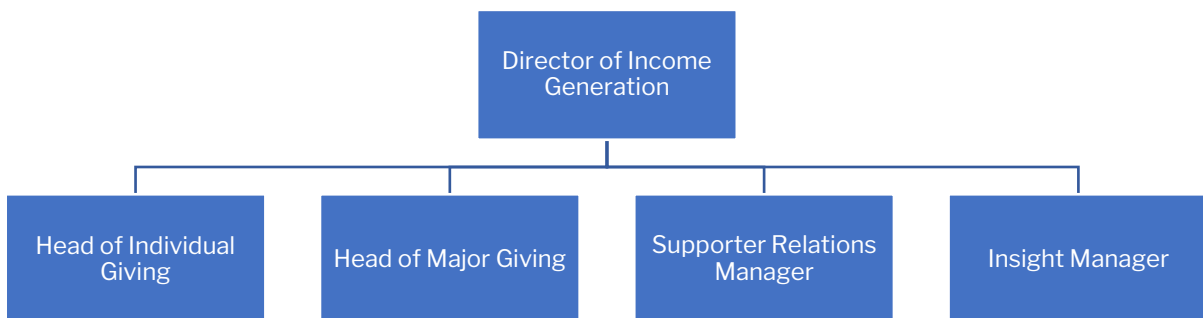 Director of Income
Generation
Head of Individual
Giving
Head of Major Giving
Supporter Relations
Manager
Insight Manager